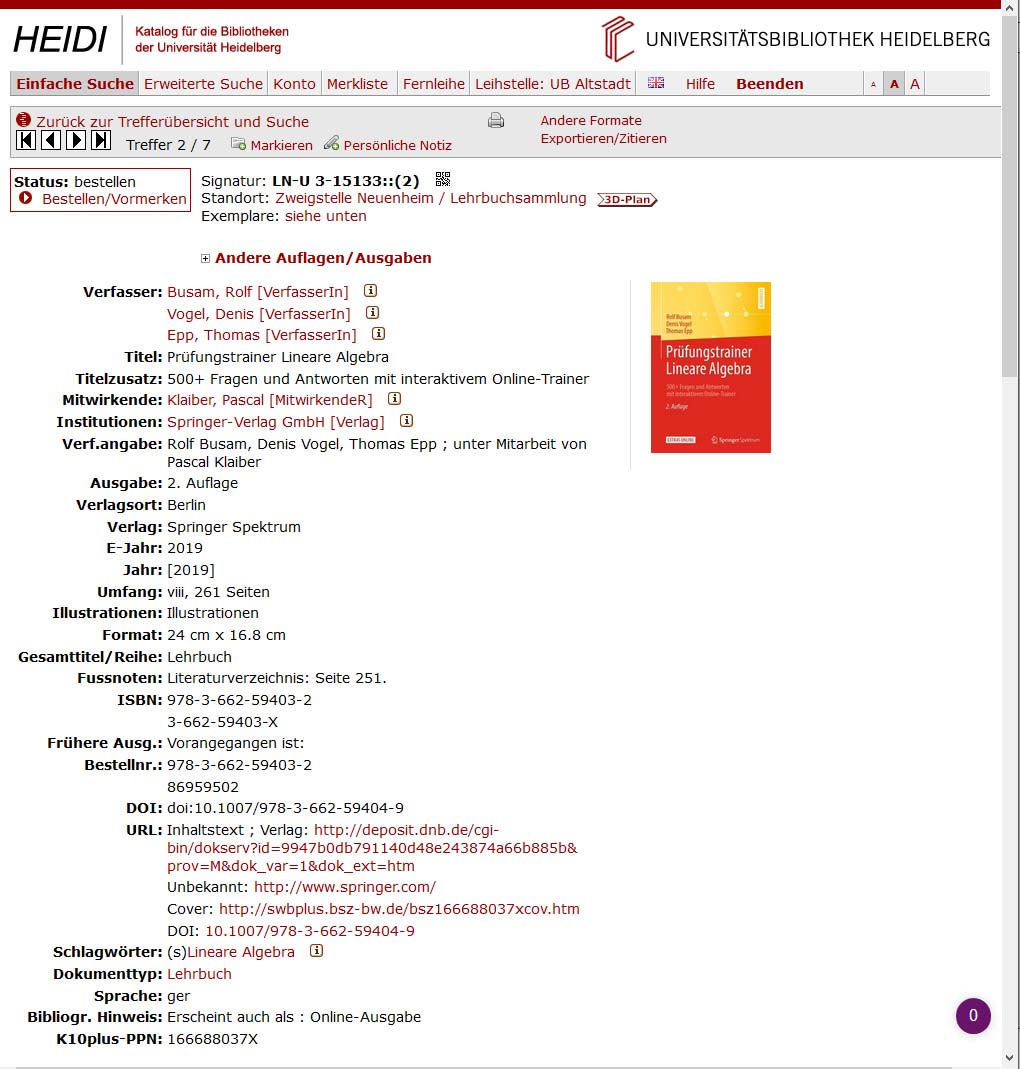 HEIDI
Katalog für die Bibliotheken
der Universität Heidelberg
UNIVERSITÄTSBIBLIOTHEK HEIDELBERG
Einfache Suche Erweiterte Suche Konto Merkliste Fernleihe Leihstelle: UB Altstadt Hilfe Beenden A A A
Zurück zur Trefferübersicht und Suche
Treffer 2 / 7 Markieren Persönliche Notiz
Andere Formate
Exportieren/Zitieren
Status: bestellen
Bestellen/Vormerken
Signatur: LN-U 3-15133::(2)
Standort: Zweigstelle Neuenheim / Lehrbuchsammlung 3D-Plan
Exemplare: siehe unten
Andere Auflagen/Ausgaben
Verfasser: Busam, Rolf [VerfasserIn]
Vogel, Denis [VerfasserIn]
Epp, Thomas [VerfasserIn]
Titel: Prüfungstrainer Lineare Algebra
Titelzusatz: 500+ Fragen und Antworten mit interaktivem Online-Trainer
Mitwirkende: Klaiber, Pascal [MitwirkendeR]
Institutionen: Springer-Verlag GmbH [Verlag]
Verf.angabe: Rolf Busam, Denis Vogel, Thomas Epp ; unter Mitarbeit von
Pascal Klaiber
Ausgabe: 2. Auflage
Verlagsort: Berlin
Verlag: Springer Spektrum
E-Jahr: 2019
Jahr: [2019]
Umfang: viii, 261 Seiten
Illustrationen: Illustrationen
Format: 24 cm x 16.8 cm
Gesamttitel/Reihe: Lehrbuch
Fussnoten: Literaturverzeichnis: Seite 251.
ISBN: 978-3-662-59403-2
3-662-59403-X
Frühere Ausg.: Vorangegangen ist:
Bestellnr.: 978-3-662-59403-2
86959502
DOI: doi:10.1007/978-3-662-59404-9
URL: Inhaltstext ; Verlag: http://deposit.dnb.de/cgi-
bin/dokserv?id=9947b0db791140d48e243874a66b885b&
prov=M&dok_var=1&dok_ext=htm
Unbekannt: http://www.springer.com/
Cover: http://swbplus.bsz-bw.de/bsz166688037xcov.htm
DOI: 10.1007/978-3-662-59404-9
Schlagwörter: (s)Lineare Algebra
Dokumenttyp: Lehrbuch
Sprache: ger
Bibliogr. Hinweis: Erscheint auch als : Online-Ausgabe
K10plus-PPN: 166688037X
Rolf Busam
Denis Vogel
Thomas Epp
Prüfungstrainer
Lineare Algebra
500+ Fragen und Antworten
mit interaktivem Online-Trainer
2. Auflage
EXTRAS ONLINE
Springer Spektrum
0